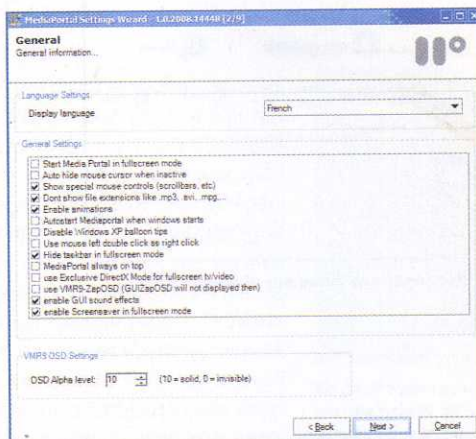 MediaPortal Settings Wizard - 1.0.2008.14448 [2/9]
General
General information...
Language Settings
Display language
French
General Settings
Start Media Portal in fullscreen mode
Auto hide mouse cursor when inactive
Show special mouse controls (scrollbars, etc)
Dont show file extensions like .mp3, .avi, .mpg,...
Enable animations
Autostart Mediaportal when windows starts
Disable Windows XP balloon tips
Use mouse left double click as right click
Hide taskbar in fullscreen mode
MediaPortal always on top
use Exclusive DirectX Mode for fullscreen tv/video
use VMR9-ZapOSD (GUIZapOSD will not displayed then)
enable GUI sound effects
enable Screensaver in fullscreen mode
VMR9 OSD Settings
OSD Alpha level: 10 (10 = solid, 0 = invisible)
< Back Next > Cancel